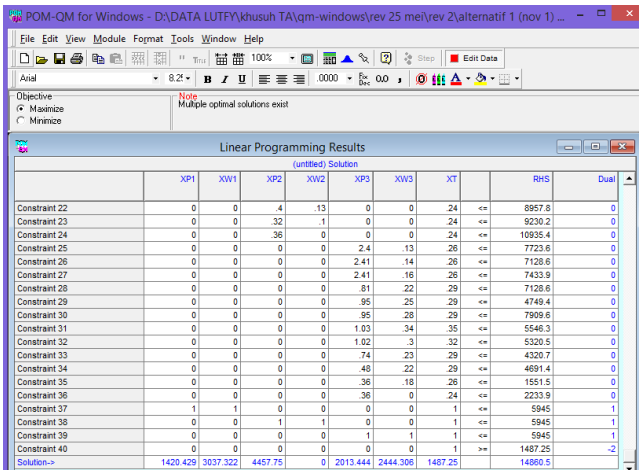 POM-QM for Windows - D:\DATA LUTFY\khusuh TA\qm-windows\rev 25 mei\rev 2\alternatif 1 (nov 1) ...
File Edit View Module Format Tools Window Help
100% Step Edit Data
Arial 8.25 B I U .0000 Fix Dec 0.0 ,
Objective
Maximize
Minimize
Note
Multiple optimal solutions exist
Linear Programming Results
(untitled) Solution
XP1 XW1 XP2 XW2 XP3 XW3 XT RHS Dual
Constraint 22 0 0 .4 .13 0 0 .24 <= 8957.8 0
Constraint 23 0 0 .32 .1 0 0 .24 <= 9230.2 0
Constraint 24 0 0 .36 0 0 0 .24 <= 10935.4 0
Constraint 25 0 0 0 0 2.4 .13 .26 <= 7723.6 0
Constraint 26 0 0 0 0 2.41 .14 .26 <= 7128.6 0
Constraint 27 0 0 0 0 2.41 .16 .26 <= 7433.9 0
Constraint 28 0 0 0 0 .81 .22 .29 <= 7128.6 0
Constraint 29 0 0 0 0 .95 .25 .29 <= 4749.4 0
Constraint 30 0 0 0 0 .95 .28 .29 <= 7909.6 0
Constraint 31 0 0 0 0 1.03 .34 .35 <= 5546.3 0
Constraint 32 0 0 0 0 1.02 .3 .32 <= 5320.5 0
Constraint 33 0 0 0 0 .74 .23 .29 <= 4320.7 0
Constraint 34 0 0 0 0 .48 .22 .29 <= 4691.4 0
Constraint 35 0 0 0 0 .36 .18 .26 <= 1551.5 0
Constraint 36 0 0 0 0 .36 0 .24 <= 2233.9 0
Constraint 37 1 1 0 0 0 0 1 <= 5945 1
Constraint 38 0 0 1 1 0 0 1 <= 5945 1
Constraint 39 0 0 0 0 1 1 1 <= 5945 1
Constraint 40 0 0 0 0 0 0 1 >= 1487.25 -2
Solution-> 1420.429 3037.322 4457.75 0 2013.444 2444.306 1487.25 14860.5